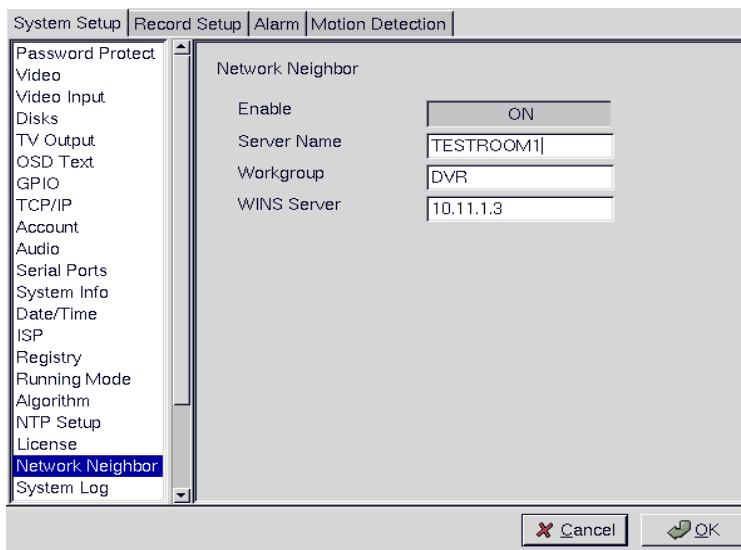 System Setup Record Setup Alarm Motion Detection
Password Protect
Video
Video Input
Disks
TV Output
OSD Text
GPIO
TCP/IP
Account
Audio
Serial Ports
System Info
Date/Time
ISP
Registry
Running Mode
Algorithm
NTP Setup
License
Network Neighbor
System Log
Network Neighbor
Enable ON
Server Name TESTROOM1
Workgroup DVR
WINS Server 10.11.1.3
Cancel OK